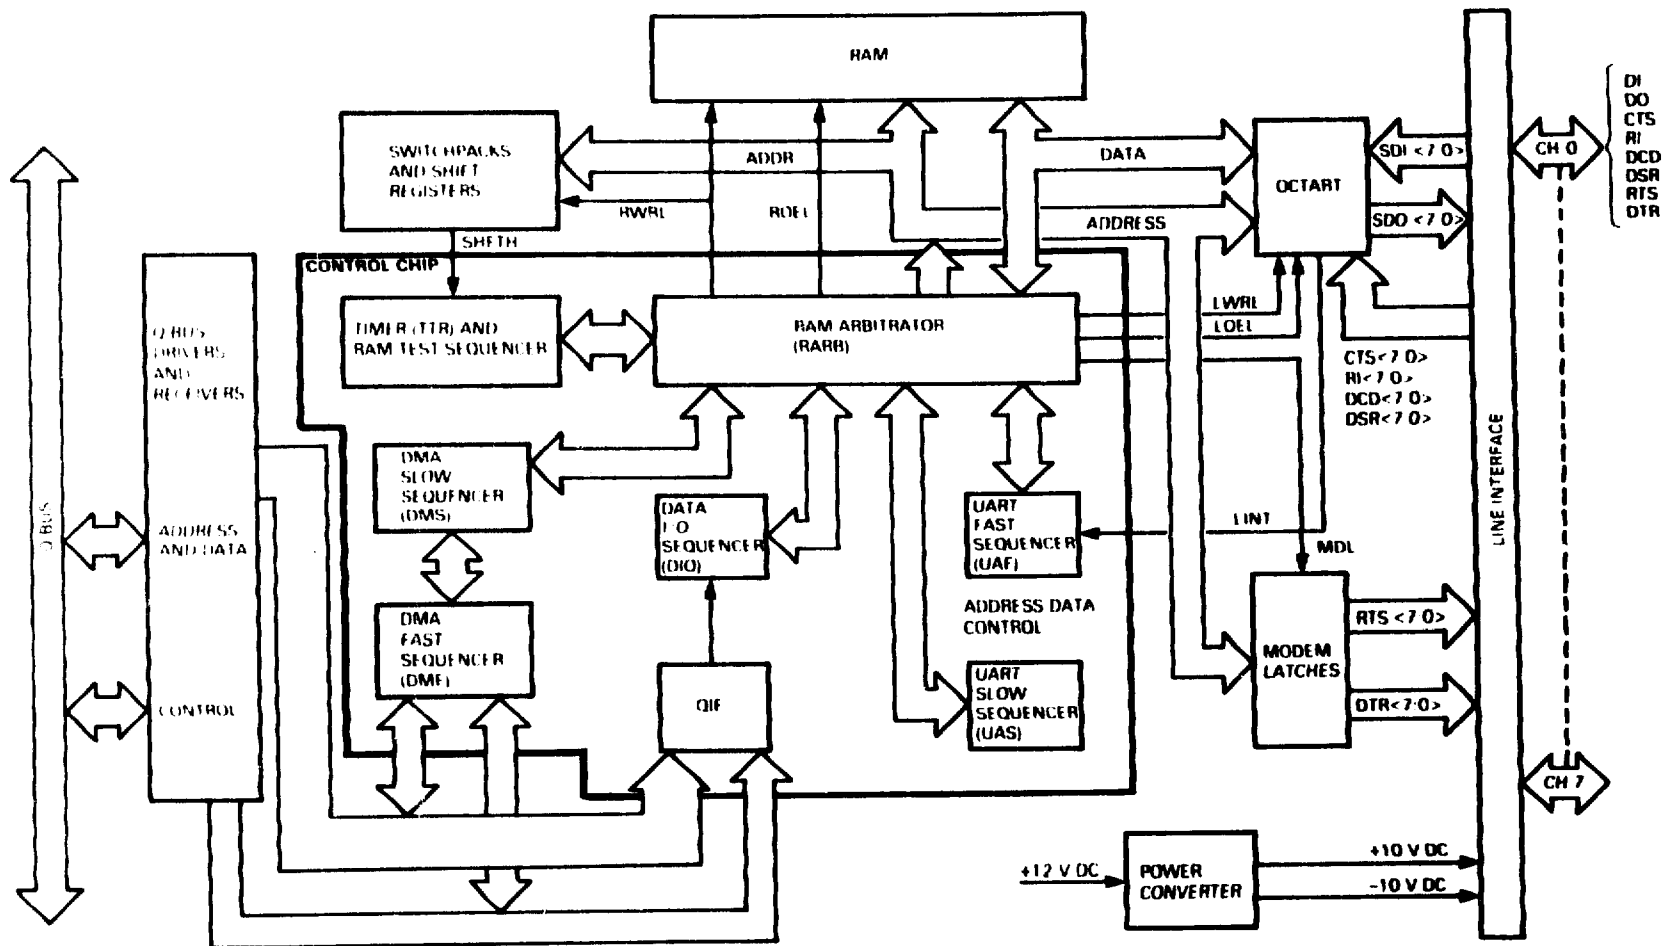 RAM
SWITCHPACKS
AND SHIFT
REGISTERS
ADDR
DATA
RWRL
ROEL
ADDRESS
SHFTH
OCTART
SDI <7 0>
SDO <7 0>
CH 0
DI
DO
CTS
RI
DCD
DSR
RTS
DTR
CONTROL CHIP
TIMER (TTR) AND
RAM TEST SEQUENCER
RAM ARBITRATOR
(RARB)
LWRL
LOEL
CTS<7 0>
RI<7 0>
DCD<7 0>
DSR<7 0>
Q BUS
DRIVERS
AND
RECEIVERS
ADDRESS
AND DATA
CONTROL
Q BUS
DMA
SLOW
SEQUENCER
(DMS)
DATA
I/O
SEQUENCER
(DIO)
UART
FAST
SEQUENCER
(UAF)
LINT
MDL
LINE INTERFACE
DMA
FAST
SEQUENCER
(DMF)
QIF
ADDRESS DATA
CONTROL
UART
SLOW
SEQUENCER
(UAS)
MODEM
LATCHES
RTS <7 0>
DTR<7:0>
CH 7
+12 V DC
POWER
CONVERTER
+10 V DC
-10 V DC